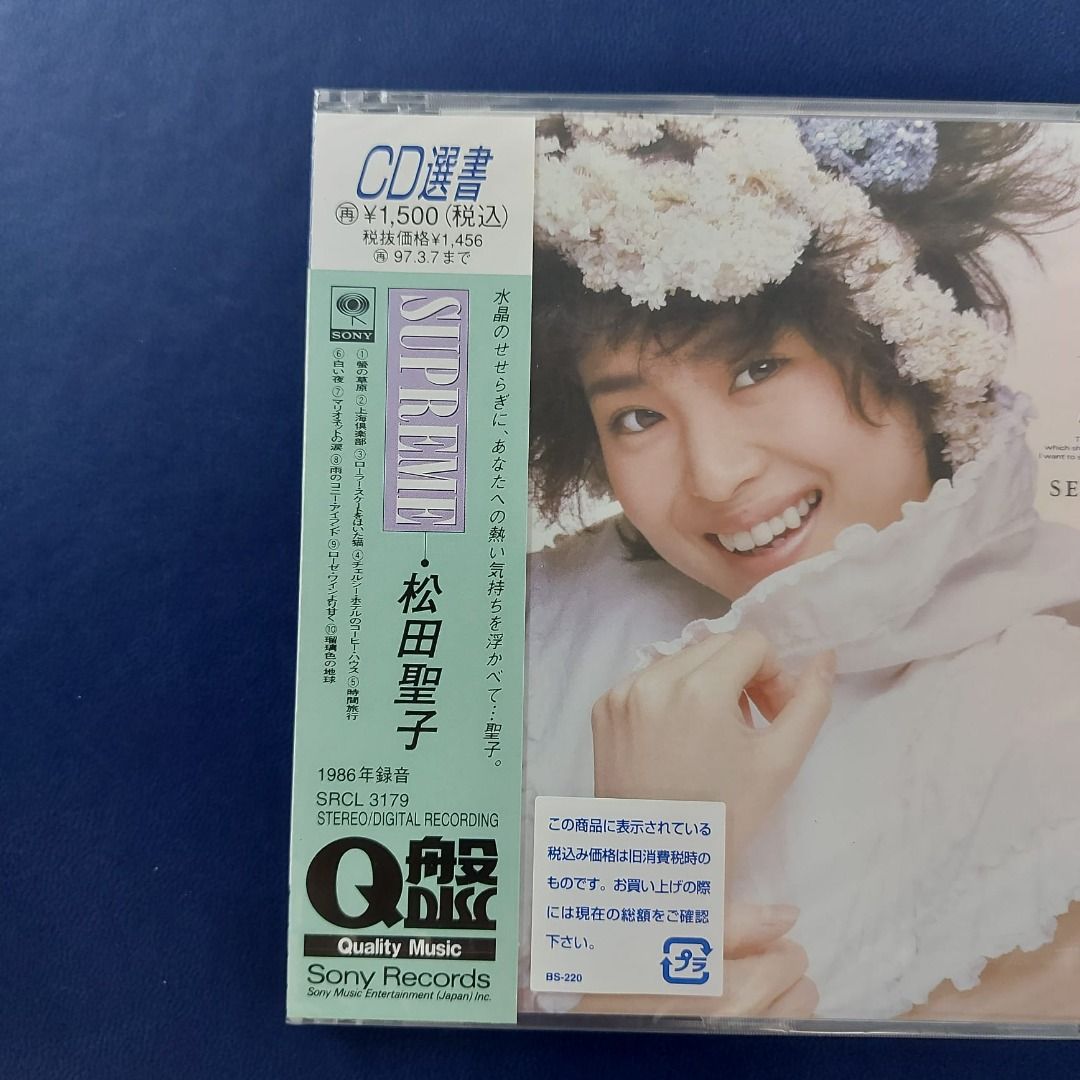 CD選書
再¥1,500(税込)
税抜価格¥1,456
再97.3.7まで
水晶のせせらぎに、あなたへの熱い気持ちを浮かべて…聖子。
SUPREME
松田聖子
SONY
①螢の草原②上海倶楽部③ローラースケートをはいた猫④チェルシー・ホテルのコーヒー・ハウス⑤時間旅行
⑥白い夜⑦マリオネットの涙⑧雨のコニー・アイランド⑨ローゼ・ワインより甘く⑩瑠璃色の地球
1986年録音
SRCL 3179
STEREO/DIGITAL RECORDING
Q盤
DISC
Quality Music
Sony Records
Sony Music Entertainment (Japan) Inc.
この商品に表示されている
税込み価格は旧消費税時の
ものです。お買い上げの際
には現在の総額をご確認
下さい。
プラ
BS-220
which sh
I want to s
SE